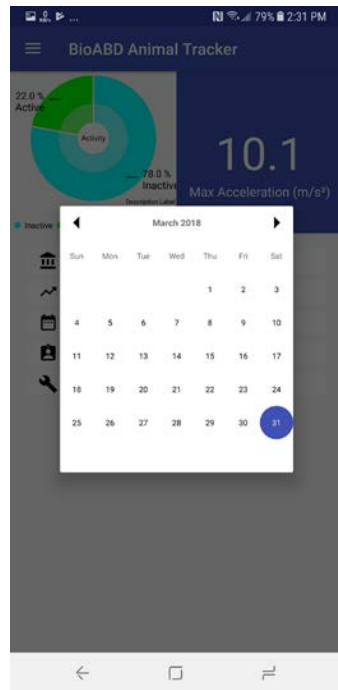 79% 2:31 PM
BioABD Animal Tracker
22.0 %
Active
Activity
78.0 %
Inactive
Description Label
Inactive
10.1
Max Acceleration (m/s²)
March 2018
Sun Mon Tue Wed Thu Fri Sat
1 2 3
4 5 6 7 8 9 10
11 12 13 14 15 16 17
18 19 20 21 22 23 24
25 26 27 28 29 30 31